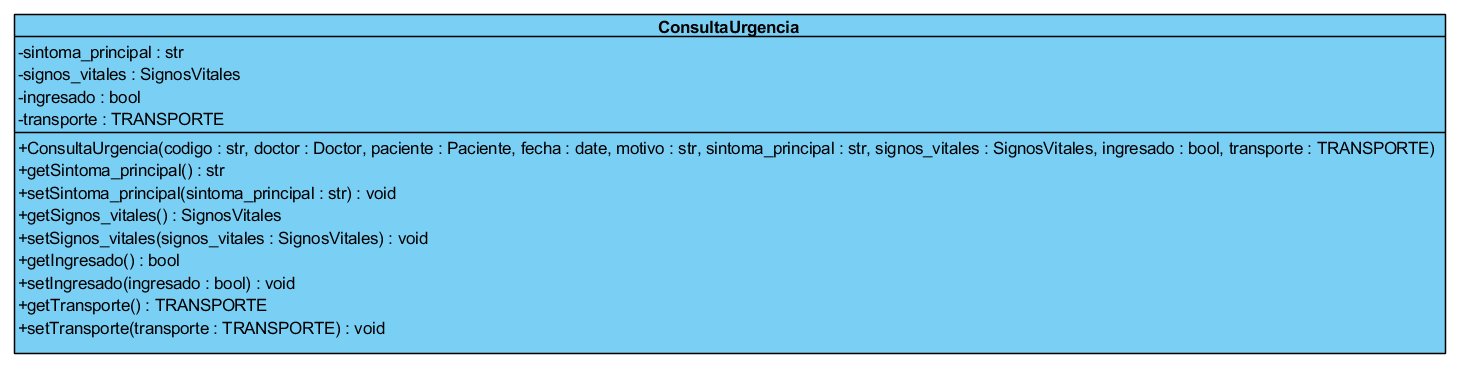 ConsultaUrgencia
-sintoma_principal : str
-signos_vitales : SignosVitales
-ingresado : bool
-transporte : TRANSPORTE
+ConsultaUrgencia(codigo : str, doctor : Doctor, paciente : Paciente, fecha : date, motivo : str, sintoma_principal : str, signos_vitales : SignosVitales, ingresado : bool, transporte : TRANSPORTE)
+getSintoma_principal() : str
+setSintoma_principal(sintoma_principal : str) : void
+getSignos_vitales() : SignosVitales
+setSignos_vitales(signos_vitales : SignosVitales) : void
+getIngresado() : bool
+setIngresado(ingresado : bool) : void
+getTransporte() : TRANSPORTE
+setTransporte(transporte : TRANSPORTE) : void